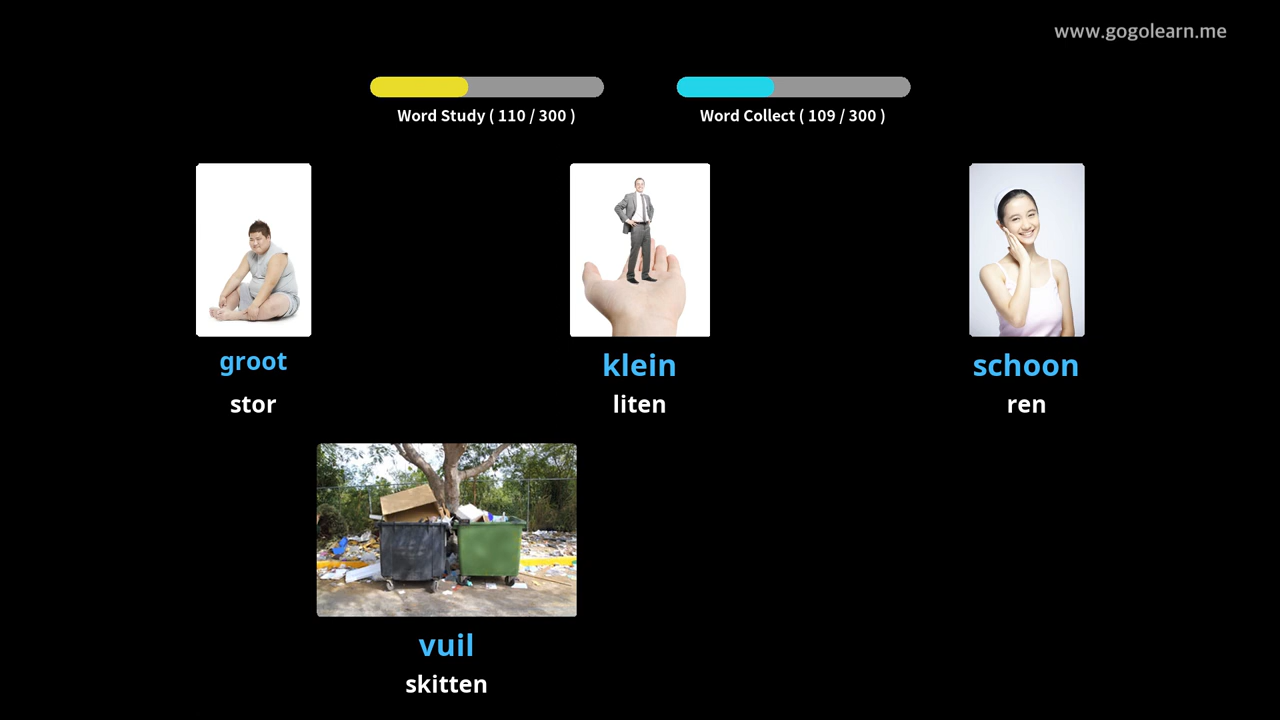 www.gogolearn.me
Word Study ( 110 / 300 )
Word Collect ( 109 / 300 )
groot
stor
klein
liten
schoon
ren
vuil
skitten